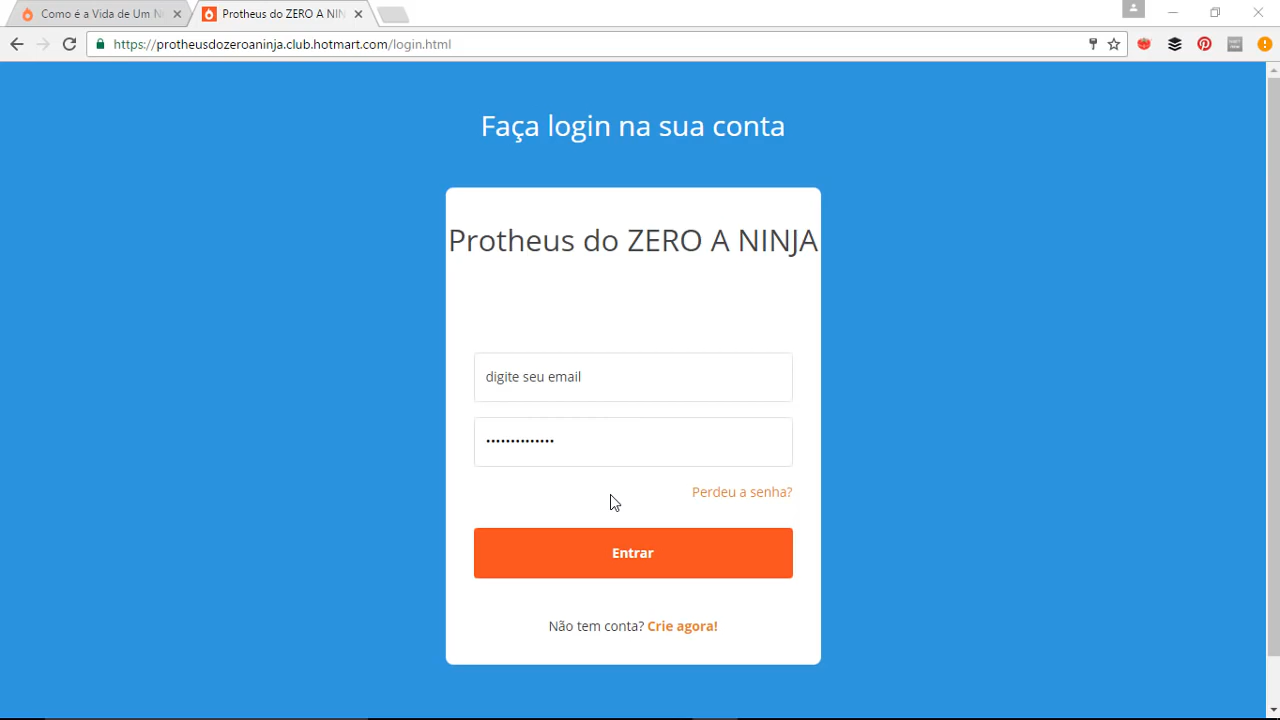 Como é a Vida de Um N
Protheus do ZERO A NIN
https://protheusdozeroaninja.club.hotmart.com/login.html
Faça login na sua conta
Protheus do ZERO A NINJA
digite seu email
••••••••••••••
Perdeu a senha?
Entrar
Não tem conta? Crie agora!